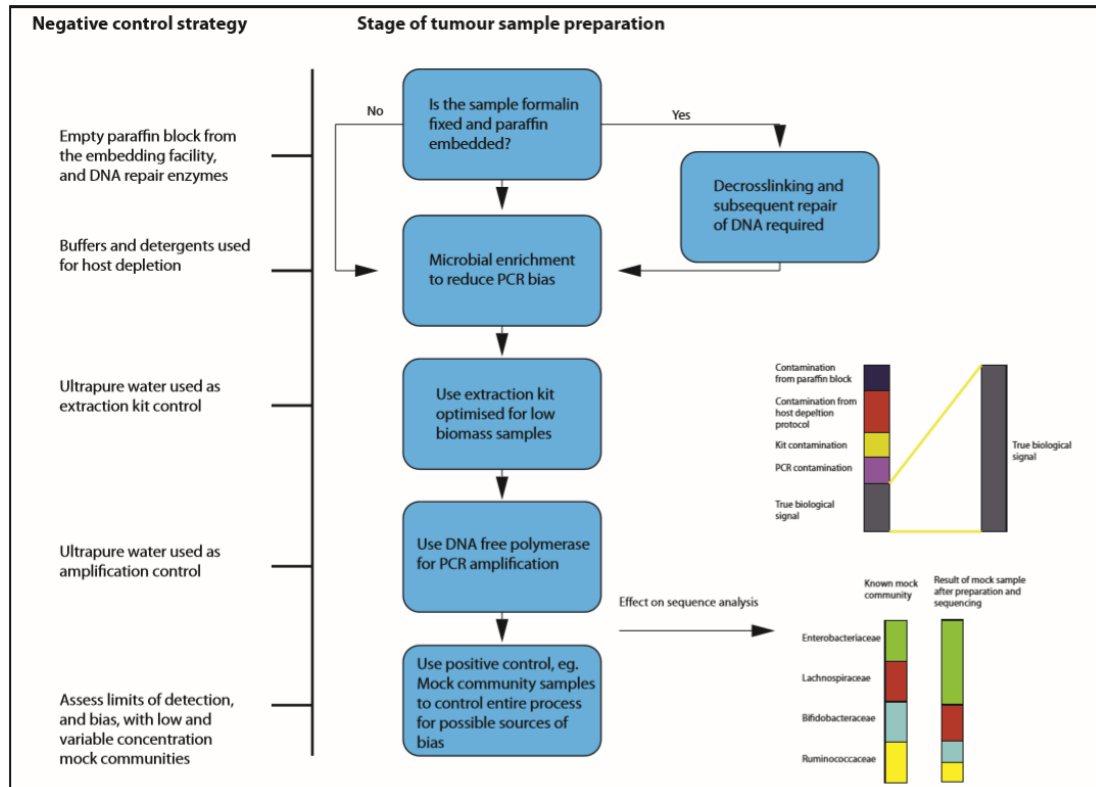 Negative control strategy
Stage of tumour sample preparation
Empty paraffin block from
the embedding facility,
and DNA repair enzymes
Buffers and detergents used
for host depletion
Ultrapure water used as
extraction kit control
Ultrapure water used as
amplification control
Assess limits of detection,
and bias, with low and
variable concentration
mock communities
Is the sample formalin
fixed and paraffin
embedded?
No
Yes
Decrosslinking and
subsequent repair
of DNA required
Microbial enrichment
to reduce PCR bias
Use extraction kit
optimised for low
biomass samples
Use DNA free polymerase
for PCR amplification
Use positive control, eg.
Mock community samples
to control entire process
for possible sources of
bias
Effect on sequence analysis
Contamination
from paraffin block
Contamination from
host depeltion
protocol
Kit contamination
PCR contamination
True biological
signal
True biological
signal
Known mock
community
Result of mock sample
after preparation and
sequencing
Enterobacteriaceae
Lachnospiraceae
Bifidobacteraceae
Ruminococcaceae